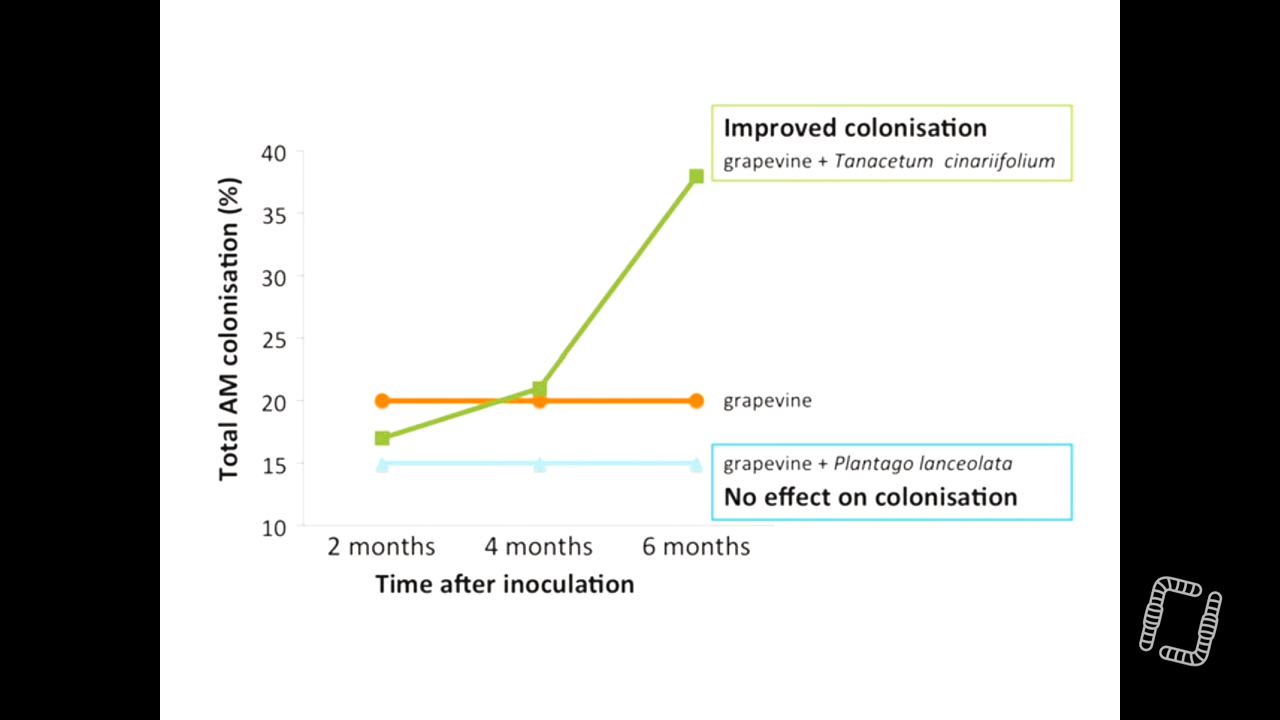 Improved colonisation
grapevine + Tanacetum cinariifolium
40
35
30
25
20
15
10
Total AM colonisation (%)
grapevine
grapevine + Plantago lanceolata
No effect on colonisation
2 months
4 months
6 months
Time after inoculation